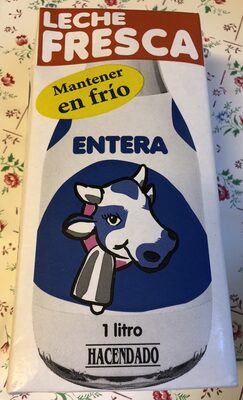 LECHE
FRESCA
Mantener
en frío
ENTERA
1 litro
HACENDADO